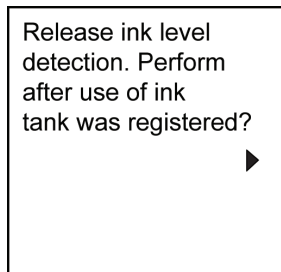 Release ink level
detection. Perform
after use of ink
tank was registered?